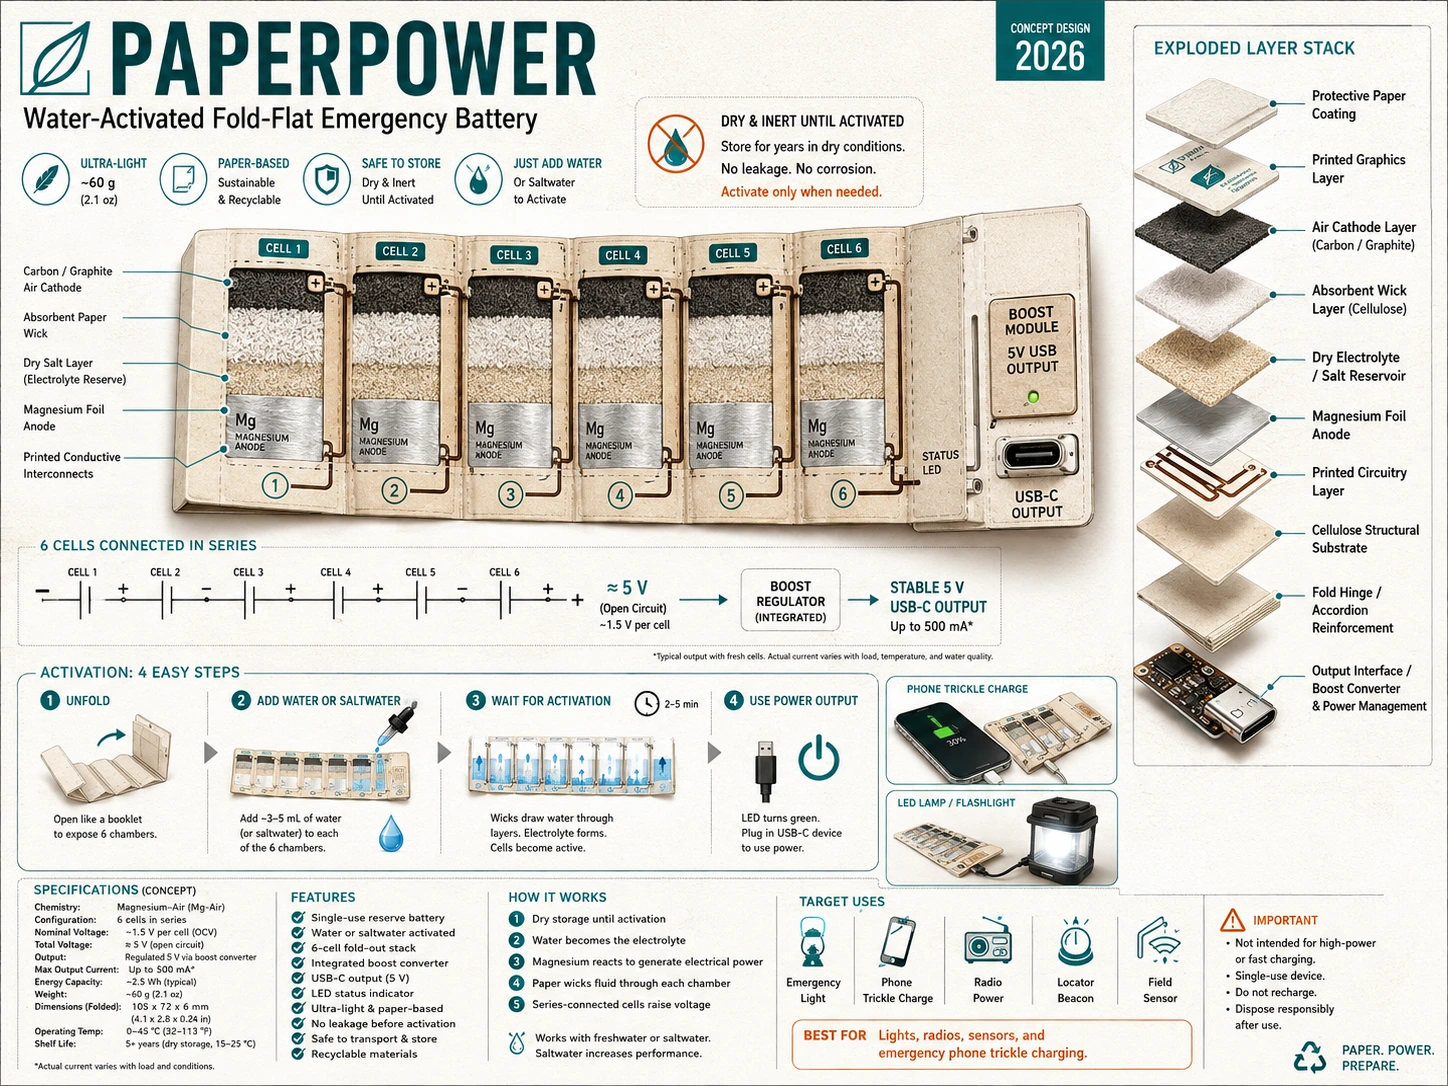 PAPERPOWER
Water-Activated Fold-Flat Emergency Battery
CONCEPT DESIGN
2026
ULTRA-LIGHT
~60 g
(2.1 oz)
PAPER-BASED
Sustainable
& Recyclable
SAFE TO STORE
Dry & Inert
Until Activated
JUST ADD WATER
Or Saltwater
to Activate
DRY & INERT UNTIL ACTIVATED
Store for years in dry conditions.
No leakage. No corrosion.
Activate only when needed.
Carbon / Graphite
Air Cathode
Absorbent Paper
Wick
Dry Salt Layer
(Electrolyte Reserve)
Magnesium Foil
Anode
Printed Conductive
Interconnects
CELL 1
+
Mg
MAGNESIUM
ANODE
1
CELL 2
+
Mg
MAGNESIUM
ANODE
2
CELL 3
+
Mg
MAGNESIUM
ANODE
3
CELL 4
+
Mg
MAGNESIUM
ANODE
4
CELL 5
+
Mg
MAGNESIUM
ANODE
5
CELL 6
+
Mg
MAGNESIUM
ANODE
6
STATUS
LED
BOOST
MODULE
5V USB
OUTPUT
USB-C
OUTPUT
EXPLODED LAYER STACK
Protective Paper
Coating
Printed Graphics
Layer
Air Cathode Layer
(Carbon / Graphite)
Absorbent Wick
Layer (Cellulose)
Dry Electrolyte
/ Salt Reservoir
Magnesium Foil
Anode
Printed Circuitry
Layer
Cellulose Structural
Substrate
Fold Hinge /
Accordion
Reinforcement
Output Interface /
Boost Converter
& Power Management
6 CELLS CONNECTED IN SERIES
CELL 1 CELL 2 CELL 3 CELL 4 CELL 5 CELL 6
− + − + + − + +
≈ 5 V
(Open Circuit)
~1.5 V per cell
BOOST
REGULATOR
(INTEGRATED)
STABLE 5 V
USB-C OUTPUT
Up to 500 mA*
*Typical output with fresh cells. Actual current varies with load, temperature, and water quality.
ACTIVATION: 4 EASY STEPS
1 UNFOLD
Open like a booklet
to expose 6 chambers.
2 ADD WATER OR SALTWATER
Add ~3–5 mL of water
(or saltwater) to each
of the 6 chambers.
3 WAIT FOR ACTIVATION
2–5 min
Wicks draw water through
layers. Electrolyte forms.
Cells become active.
4 USE POWER OUTPUT
LED turns green.
Plug in USB-C device
to use power.
PHONE TRICKLE CHARGE
30%
LED LAMP / FLASHLIGHT
SPECIFICATIONS (CONCEPT)
Chemistry: Magnesium–Air (Mg-Air)
Configuration: 6 cells in series
Nominal Voltage: ~1.5 V per cell (OCV)
Total Voltage: ≈ 5 V (open circuit)
Output: Regulated 5 V via boost converter
Max Output Current: Up to 500 mA*
Energy Capacity: ~2.5 Wh (typical)
Weight: ~60 g (2.1 oz)
Dimensions (Folded): 105 x 72 x 6 mm
(4.1 x 2.8 x 0.24 in)
Operating Temp: 0–45 °C (32–113 °F)
Shelf Life: 5+ years (dry storage, 15–25 °C)
*Actual current varies with load and conditions.
FEATURES
Single-use reserve battery
Water or saltwater activated
6-cell fold-out stack
Integrated boost converter
USB-C output (5 V)
LED status indicator
Ultra-light & paper-based
No leakage before activation
Safe to transport & store
Recyclable materials
HOW IT WORKS
1 Dry storage until activation
2 Water becomes the electrolyte
3 Magnesium reacts to generate electrical power
4 Paper wicks fluid through each chamber
5 Series-connected cells raise voltage
Works with freshwater or saltwater.
Saltwater increases performance.
TARGET USES
Emergency
Light
Phone
Trickle Charge
Radio
Power
Locator
Beacon
Field
Sensor
BEST FOR
Lights, radios, sensors, and
emergency phone trickle charging.
IMPORTANT
• Not intended for high-power
or fast charging.
• Single-use device.
• Do not recharge.
• Dispose responsibly
after use.
PAPER. POWER.
PREPARE.